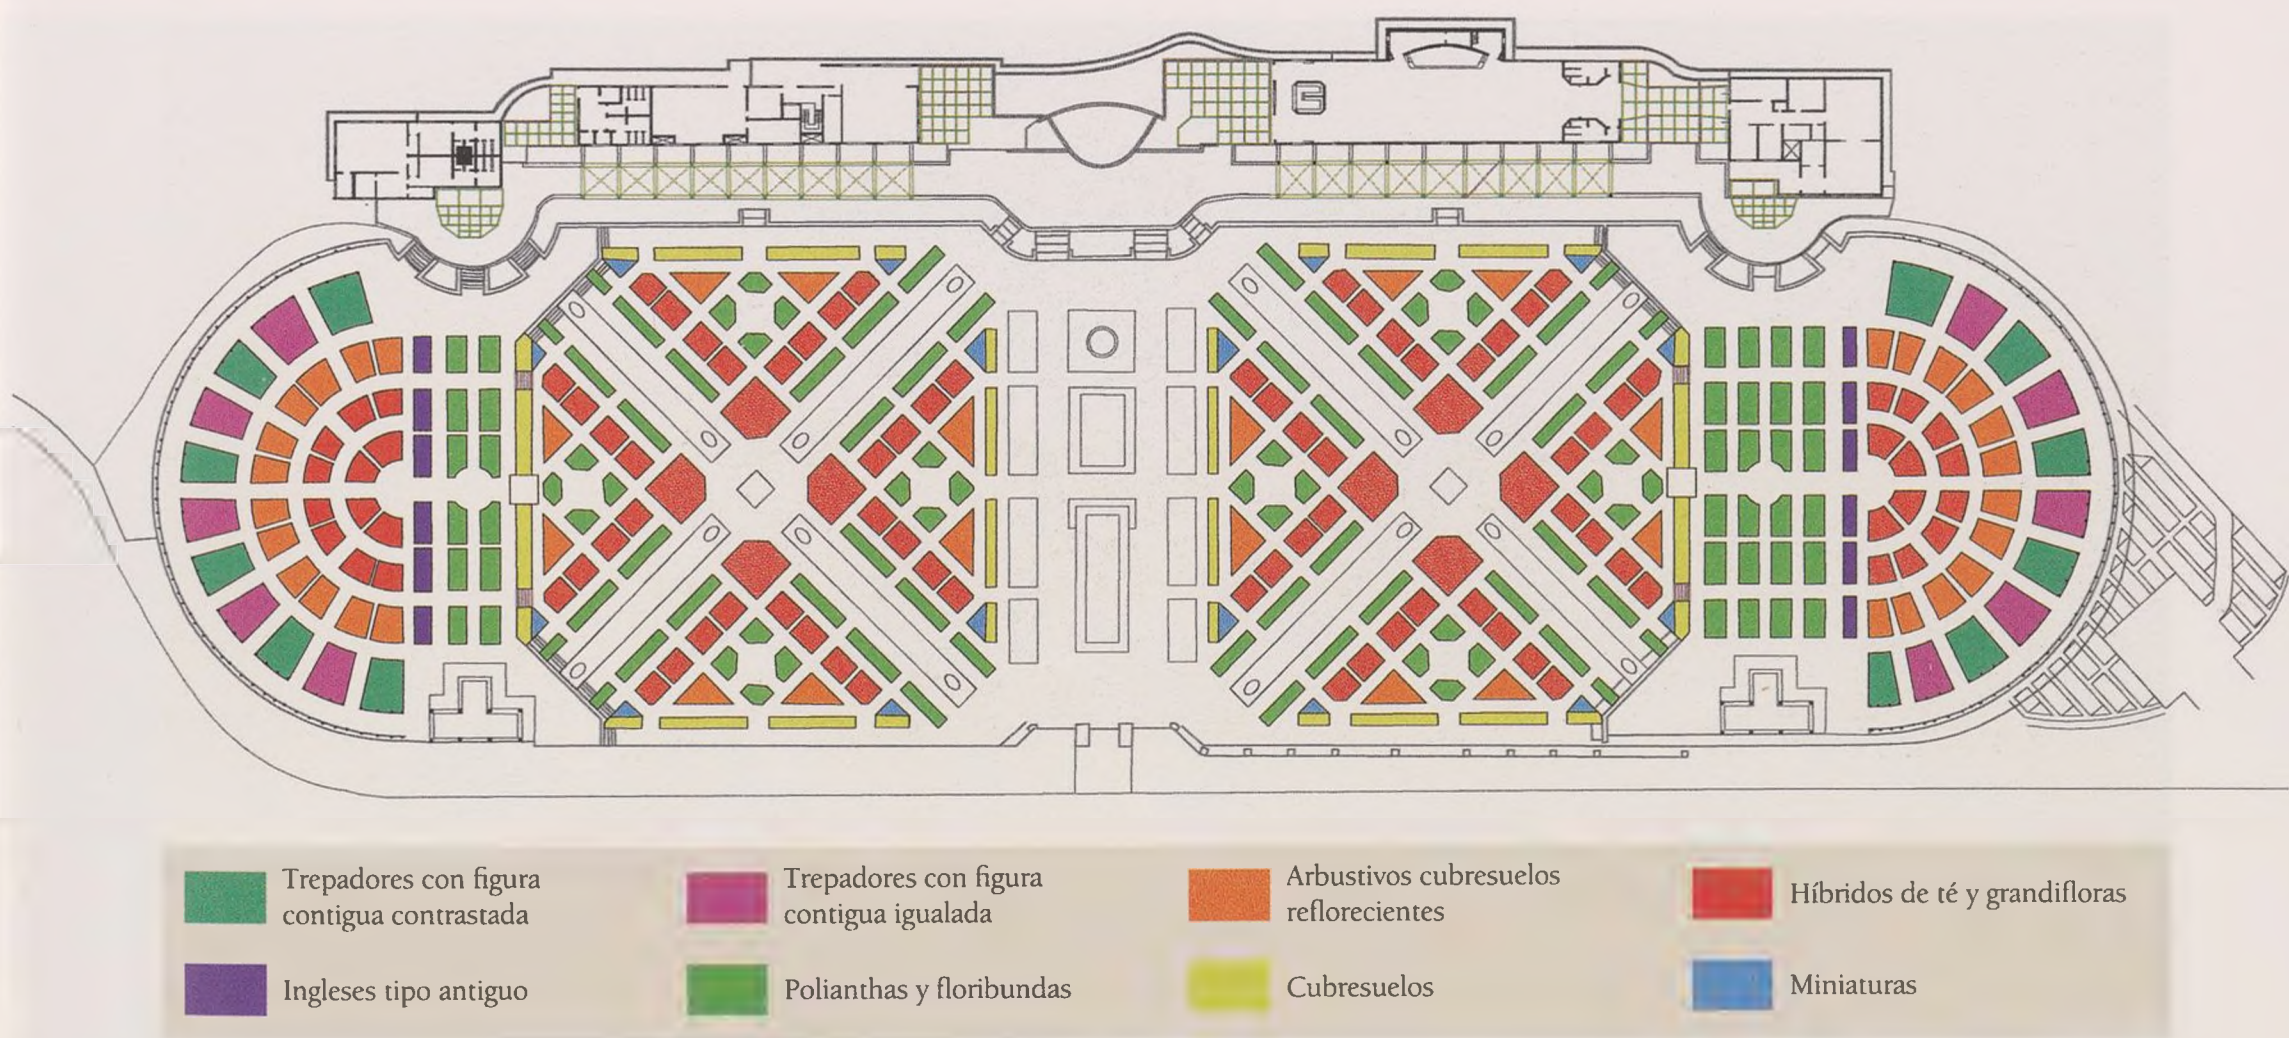 Trepadores con figura
contigua contrastada
Trepadores con figura
contigua igualada
Arbustivos cubresuelos
reflorecientes
Híbridos de té y grandifloras
Ingleses tipo antiguo
Polianthas y floribundas
Cubresuelos
Miniaturas